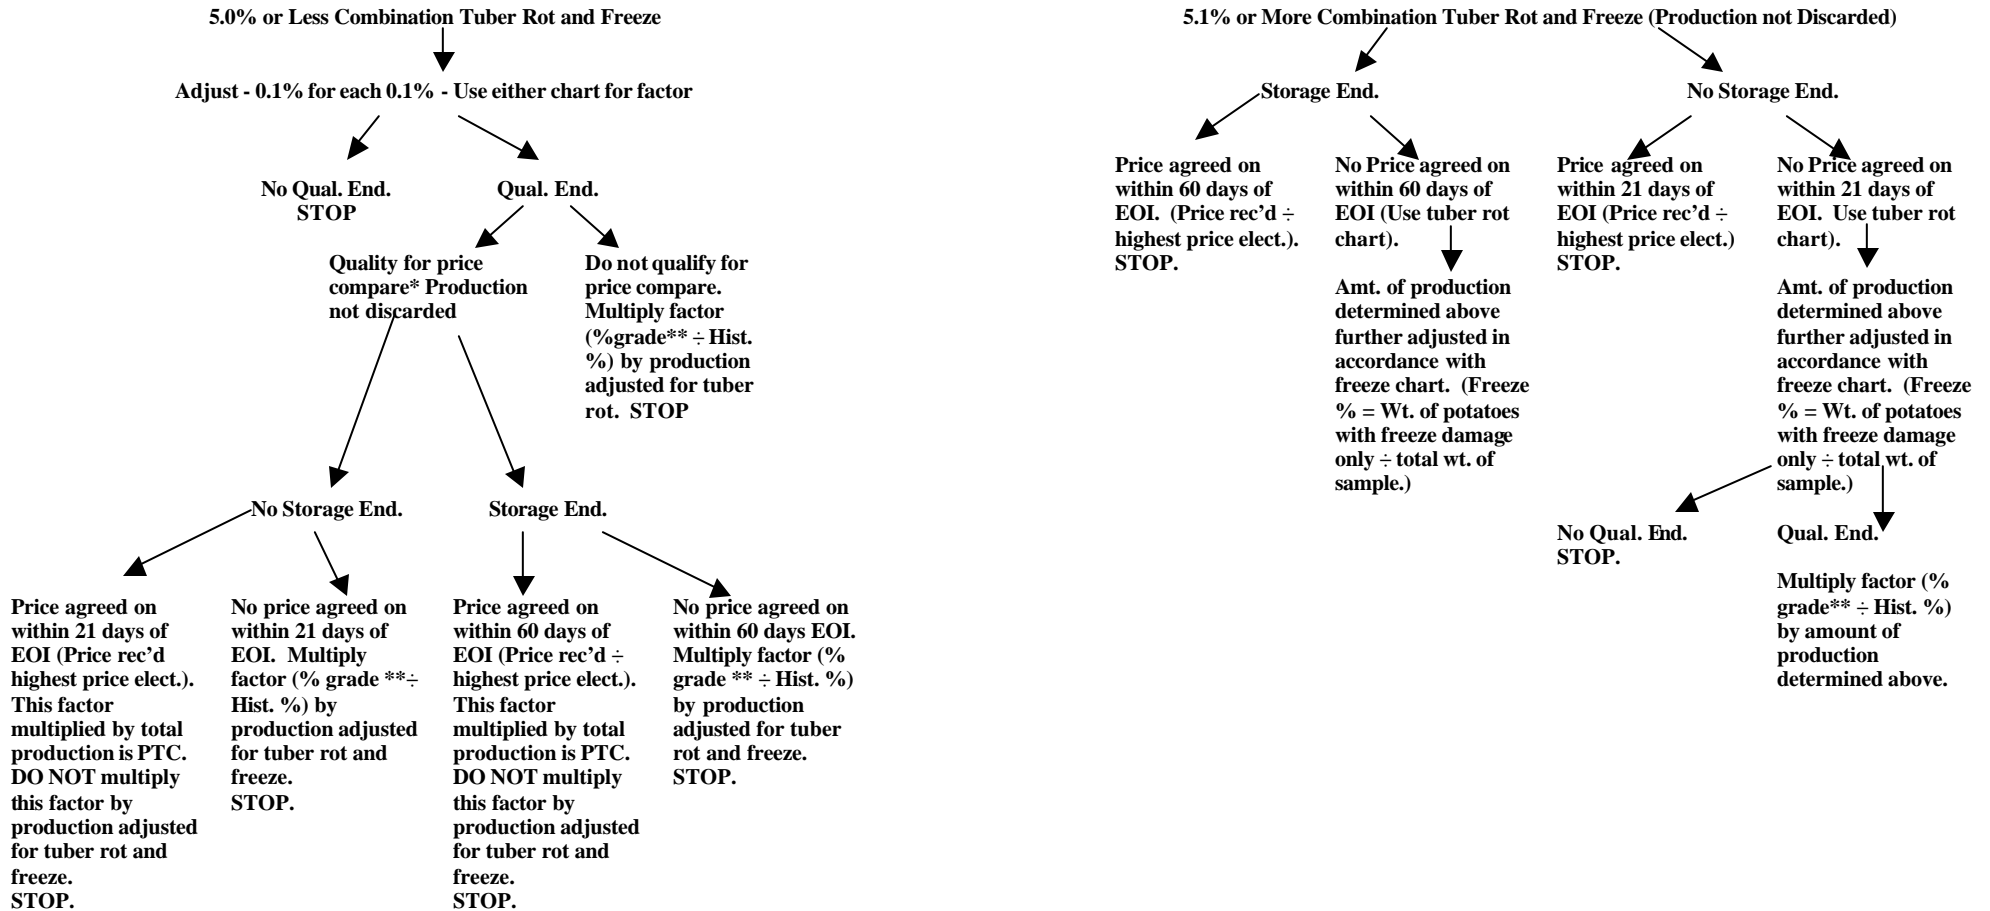 5.0% or Less Combination Tuber Rot and Freeze
Adjust - 0.1% for each 0.1% - Use either chart for factor
No Qual. End.
STOP
Qual. End.
Quality for price
compare* Production
not discarded
Do not qualify for
price compare.
Multiply factor
(%grade** ÷ Hist.
%) by production
adjusted for tuber
rot. STOP
No Storage End.
Storage End.
Price agreed on
within 21 days of
EOI (Price rec’d
highest price elect.).
This factor
multiplied by total
production is PTC.
DO NOT multiply
this factor by
production adjusted
for tuber rot and
freeze.
STOP.
No price agreed on
within 21 days of
EOI. Multiply
factor (% grade **÷
Hist. %) by
production adjusted
for tuber rot and
freeze.
STOP.
Price agreed on
within 60 days of
EOI (Price rec’d ÷
highest price elect.).
This factor
multiplied by total
production is PTC.
DO NOT multiply
this factor by
production adjusted
for tuber rot and
freeze.
STOP.
No price agreed on
within 60 days EOI.
Multiply factor (%
grade ** ÷ Hist. %)
by production
adjusted for tuber
rot and freeze.
STOP.
5.1% or More Combination Tuber Rot and Freeze (Production not Discarded)
Storage End.
No Storage End.
Price agreed on
within 60 days of
EOI. (Price rec’d ÷
highest price elect.).
STOP.
No Price agreed on
within 60 days of
EOI (Use tuber rot
chart).
Amt. of production
determined above
further adjusted in
accordance with
freeze chart. (Freeze
% = Wt. of potatoes
with freeze damage
only ÷ total wt. of
sample.)
Price agreed on
within 21 days of
EOI (Price rec’d ÷
highest price elect.)
STOP.
No Price agreed on
within 21 days of
EOI. Use tuber rot
chart).
Amt. of production
determined above
further adjusted in
accordance with
freeze chart. (Freeze
% = Wt. of potatoes
with freeze damage
only ÷ total wt. of
sample.)
No Qual. End.
STOP.
Qual. End.
Multiply factor (%
grade** ÷ Hist. %)
by amount of
production
determined above.